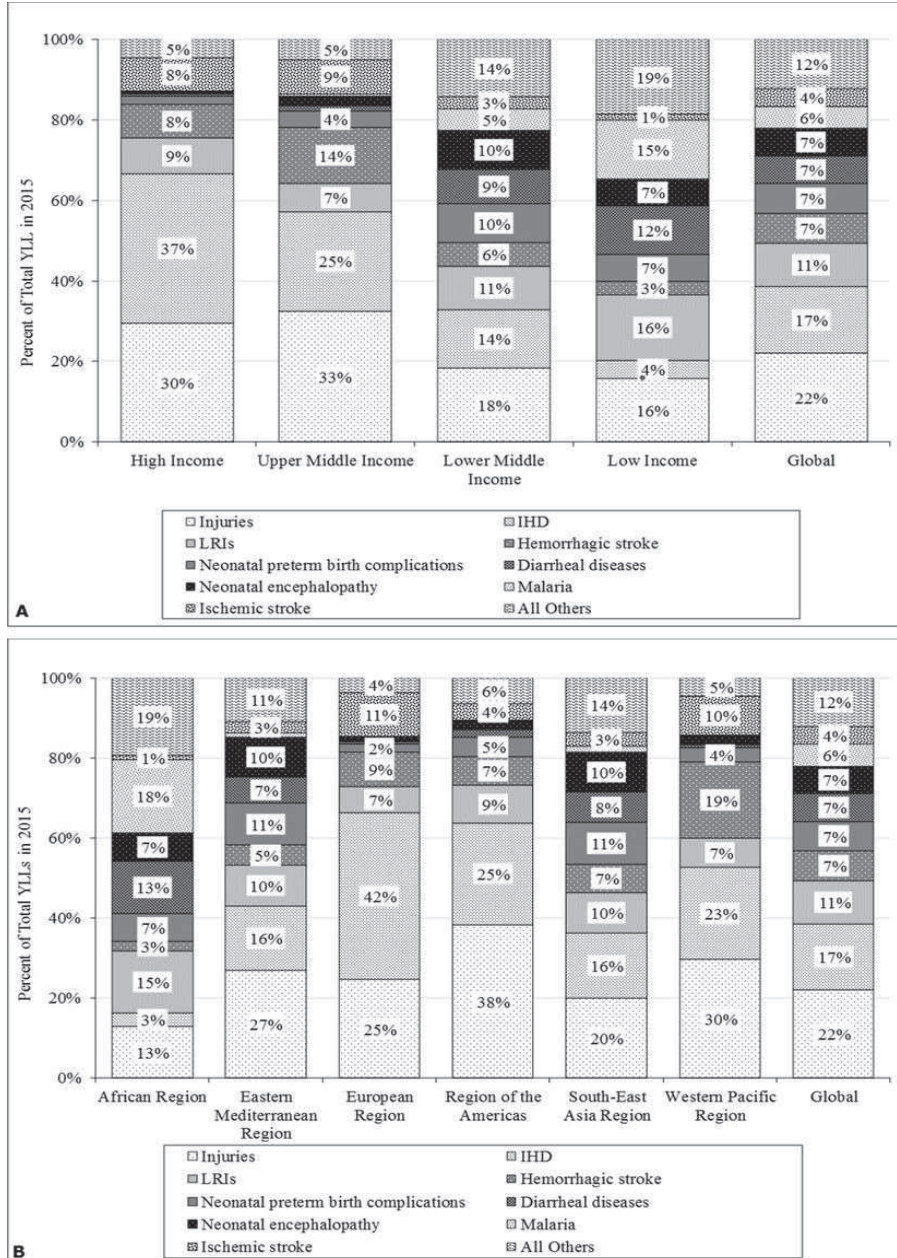 100%
80%
60%
40%
20%
0%
Percent of Total YLL in 2015
5%
8%
8%
9%
37%
30%
5%
9%
4%
14%
7%
25%
33%
14%
3%
5%
10%
9%
10%
6%
11%
14%
18%
19%
1%
15%
7%
12%
7%
3%
16%
4%
16%
12%
4%
6%
7%
7%
7%
7%
11%
17%
22%
High Income
Upper Middle Income
Lower Middle
Income
Low Income
Global
Injuries
IHD
LRIs
Hemorrhagic stroke
Neonatal preterm birth complications
Diarrheal diseases
Neonatal encephalopathy
Malaria
Ischemic stroke
All Others
A
100%
80%
60%
40%
20%
0%
Percent of Total YLLs in 2015
19%
1%
18%
7%
13%
7%
3%
15%
3%
13%
11%
3%
10%
7%
11%
5%
10%
16%
27%
4%
11%
2%
9%
7%
42%
25%
6%
4%
5%
7%
9%
25%
38%
14%
3%
10%
8%
11%
7%
10%
16%
20%
5%
10%
4%
19%
7%
23%
30%
12%
4%
6%
7%
7%
7%
7%
11%
17%
22%
African Region
Eastern
Mediterranean
Region
European
Region
Region of the
Americas
South-East
Asia Region
Western Pacific
Region
Global
Injuries
IHD
LRIs
Hemorrhagic stroke
Neonatal preterm birth complications
Diarrheal diseases
Neonatal encephalopathy
Malaria
Ischemic stroke
All Others
B